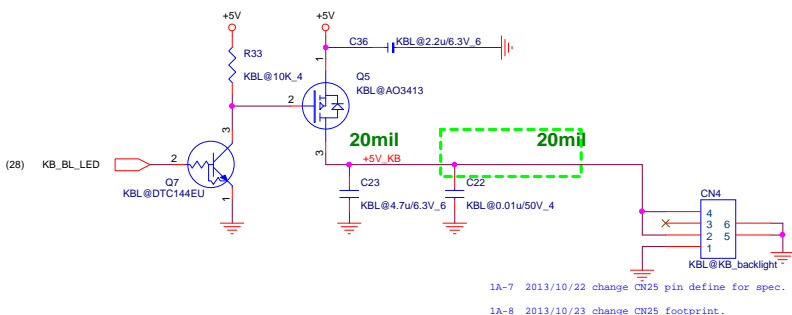 +5V
+5V
C36
KBL@2.2u/6.3V_6
R33
KBL@10K_4
1
Q5
KBL@AO3413
2
3
20mil
20mil
+5V_KB
3
(28)
KB_BL_LED
2
Q7
KBL@DTC144EU
1
C23
KBL@4.7u/6.3V_6
C22
KBL@0.01u/50V_4
CN4
4
3
2
1
6
5
KBL@KB_backlight
1A-7 2013/10/22 change CN25 pin define for spec.
1A-8 2013/10/23 change CN25 footprint.